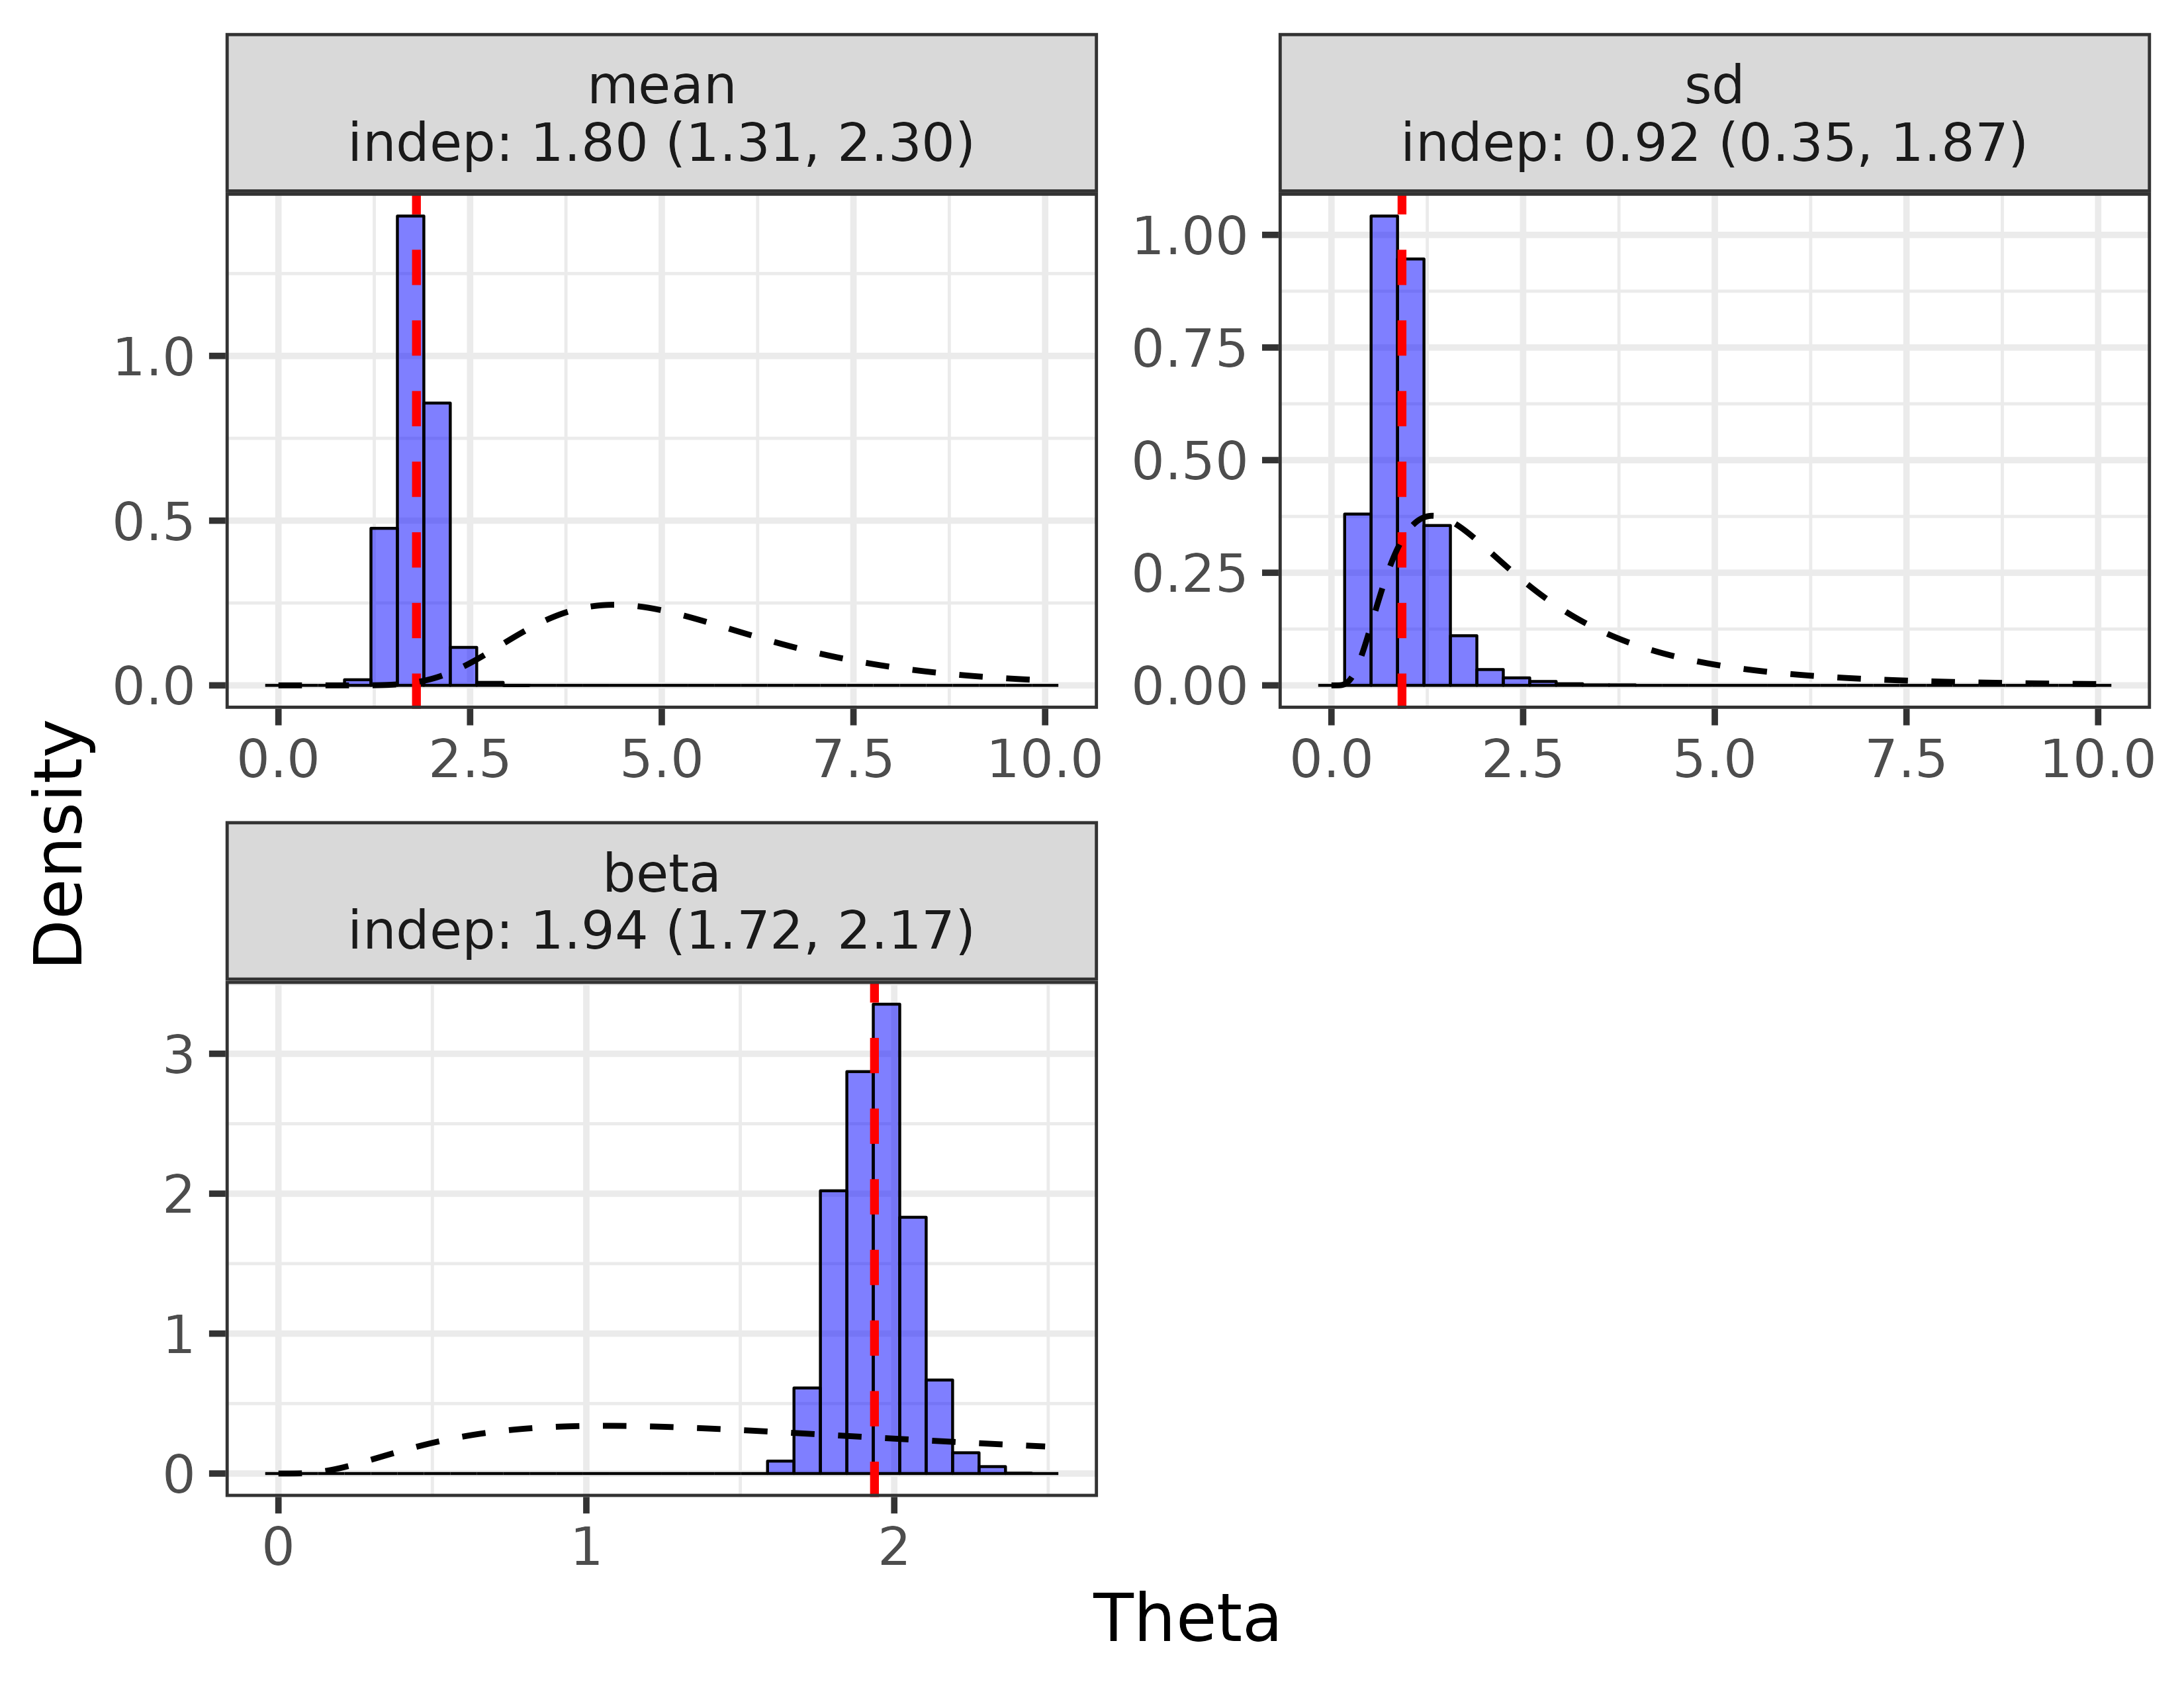 mean
indep: 1.80 (1.31, 2.30)
sd
indep: 0.92 (0.35, 1.87)
1.0
0.5
0.0
1.00
0.75
0.50
0.25
0.00
0.0 2.5 5.0 7.5 10.0
0.0 2.5 5.0 7.5 10.0
beta
indep: 1.94 (1.72, 2.17)
3
2
1
0
0 1 2
Density
Theta